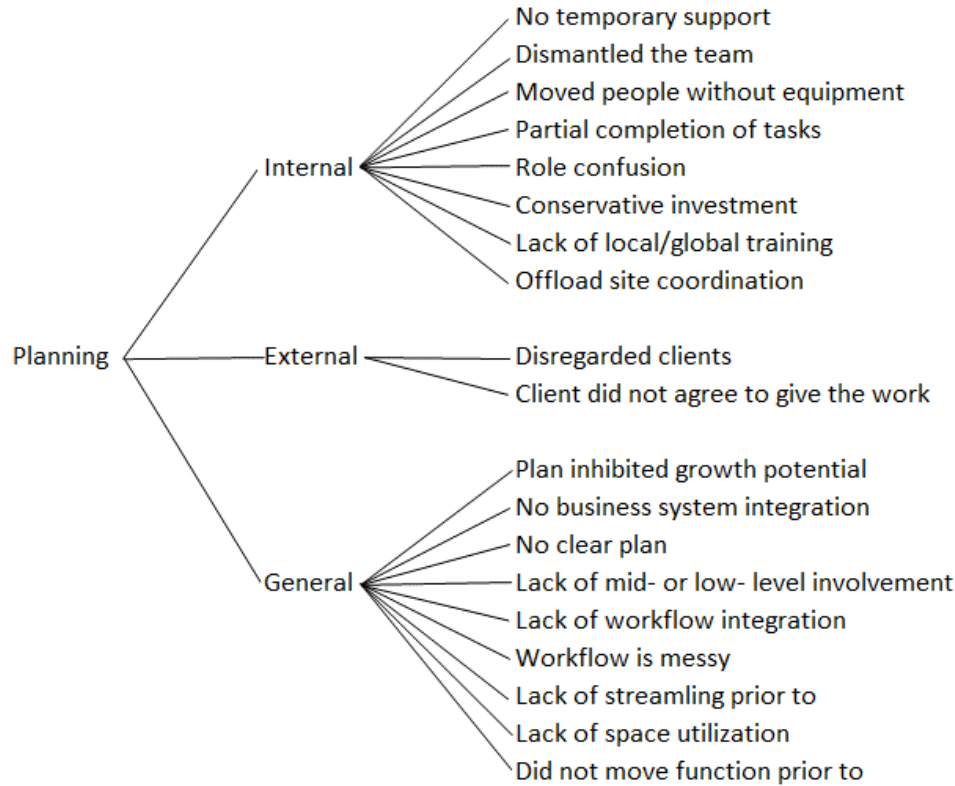 No temporary support
Dismantled the team
Moved people without equipment
Partial completion of tasks
Internal
Role confusion
Conservative investment
Lack of local/global training
Offload site coordination
Planning
External
Disregarded clients
Client did not agree to give the work
Plan inhibited growth potential
No business system integration
No clear plan
General
Lack of mid- or low- level involvement
Lack of workflow integration
Workflow is messy
Lack of streamling prior to
Lack of space utilization
Did not move function prior to